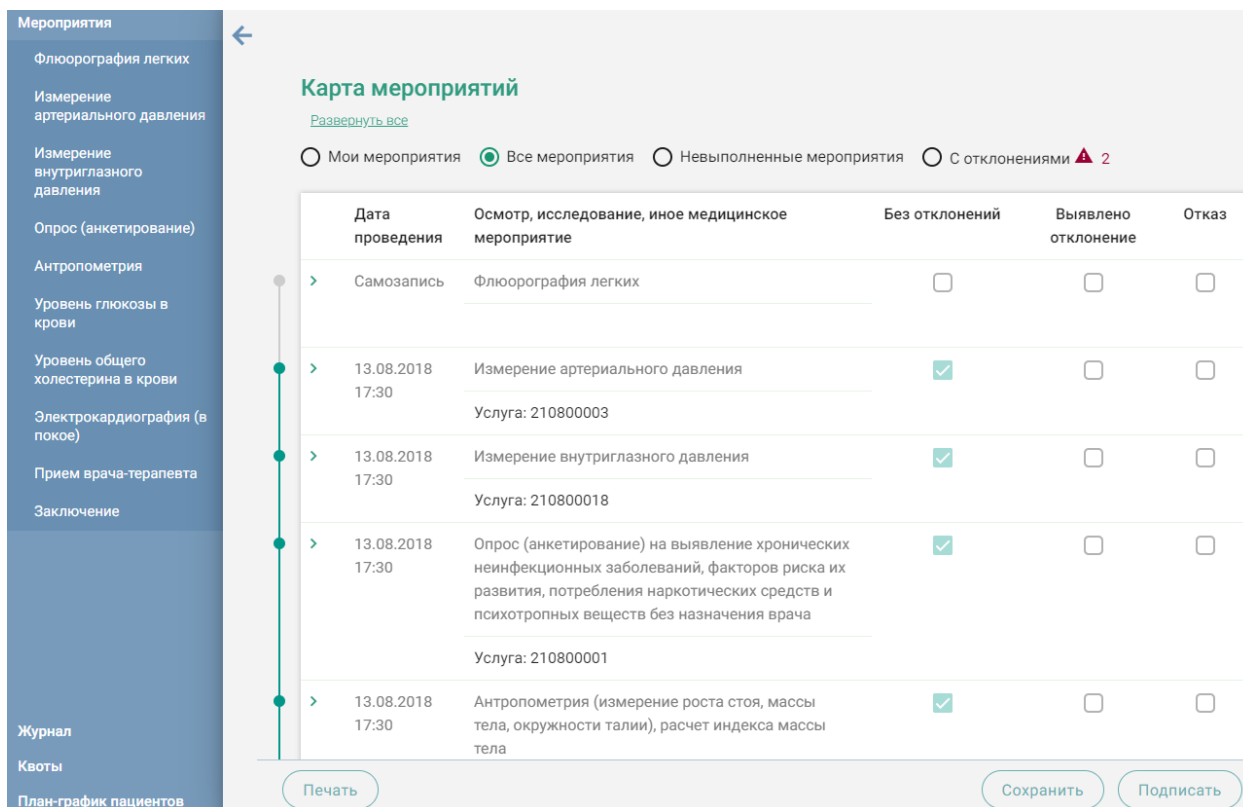 Мероприятия
Флюорография легких
Измерение
артериального давления
Измерение
внутриглазного
давления
Опрос (анкетирование)
Антропометрия
Уровень глюкозы в
крови
Уровень общего
холестерина в крови
Электрокардиография (в
покое)
Прием врача-терапевта
Заключение
Журнал
Квоты
План-график пациентов
Карта мероприятий
Развернуть все
Мои мероприятия Все мероприятия Невыполненные мероприятия С отклонениями 2
Дата Осмотр, исследование, иное медицинское Без отклонений Выявлено Отказ
проведения мероприятие отклонение
Самозапись Флюорография легких
13.08.2018 Измерение артериального давления
17:30
Услуга: 210800003
13.08.2018 Измерение внутриглазного давления
17:30
Услуга: 210800018
13.08.2018 Опрос (анкетирование) на выявление хронических
17:30 неинфекционных заболеваний, факторов риска их
развития, потребления наркотических средств и
психотропных веществ без назначения врача
Услуга: 210800001
13.08.2018 Антропометрия (измерение роста стоя, массы
17:30 тела, окружности талии), расчет индекса массы
тела
Печать Сохранить Подписать